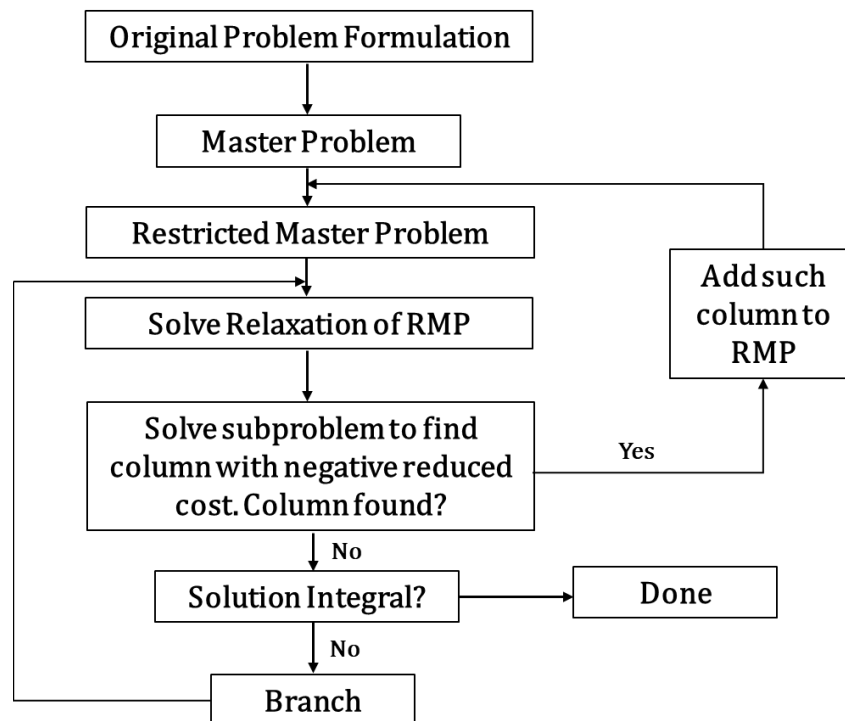 Original Problem Formulation
Master Problem
Restricted Master Problem
Solve Relaxation of RMP
Add such
column to
RMP
Solve subproblem to find
column with negative reduced
cost. Column found?
Yes
No
Solution Integral?
Done
No
Branch